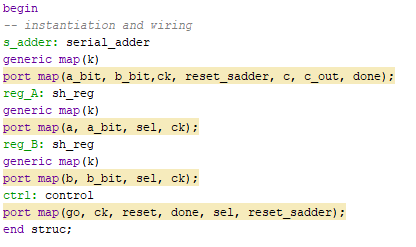 begin
-- instantiation and wiring
s_adder: serial_adder
generic map(k)
port map(a_bit, b_bit,ck, reset_sadder, c, c_out, done);
reg_A: sh_reg
generic map(k)
port map(a, a_bit, sel, ck);
reg_B: sh_reg
generic map(k)
port map(b, b_bit, sel, ck);
ctrl: control
port map(go, ck, reset, done, sel, reset_sadder);
end struc;